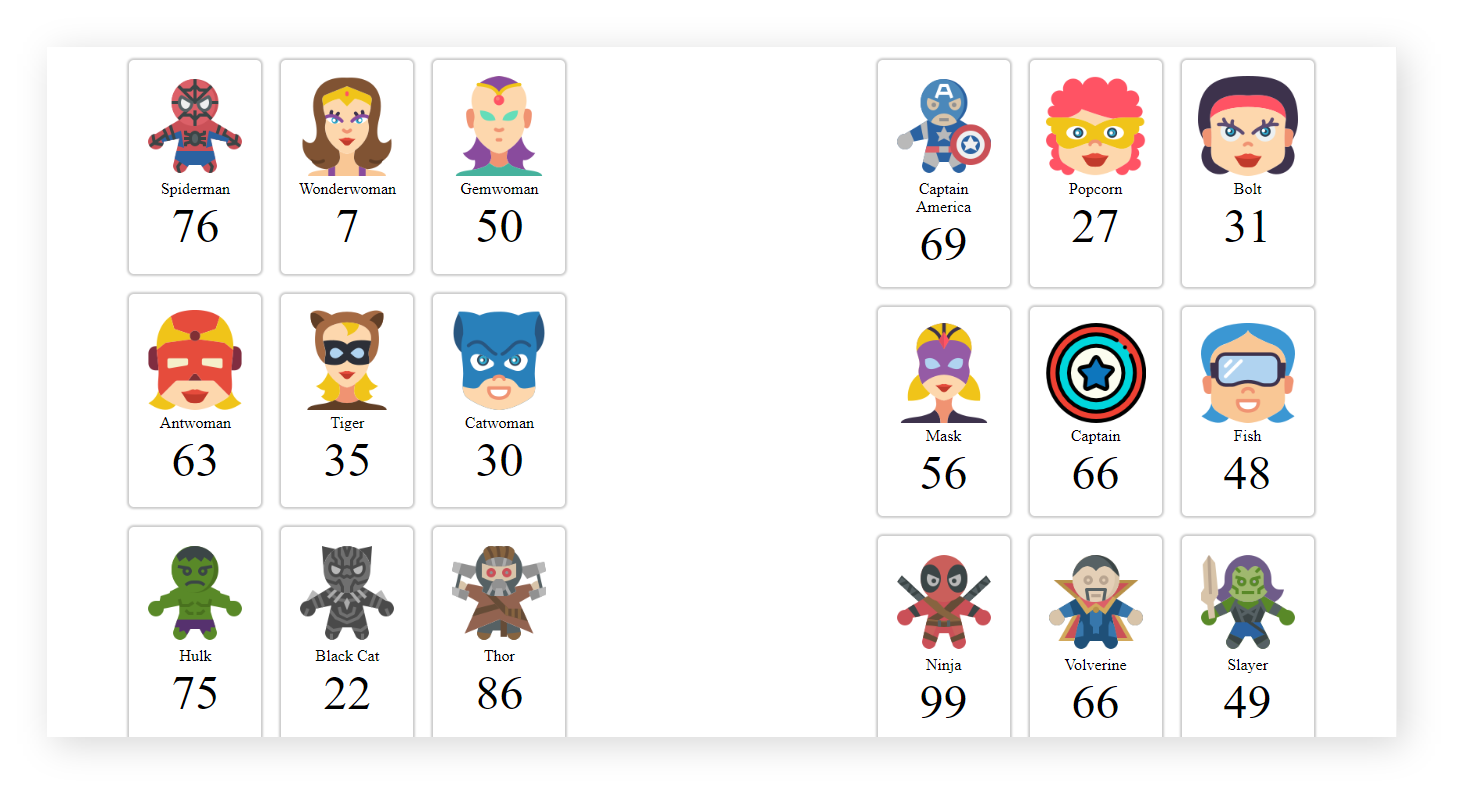 Spiderman
76
Wonderwoman
7
Gemwoman
50
Antwoman
63
Tiger
35
Catwoman
30
Hulk
75
Black Cat
22
Thor
86
A
Captain
America
69
Popcorn
27
Bolt
31
Mask
56
Captain
66
Fish
48
Ninja
99
Volverine
66
Slayer
49